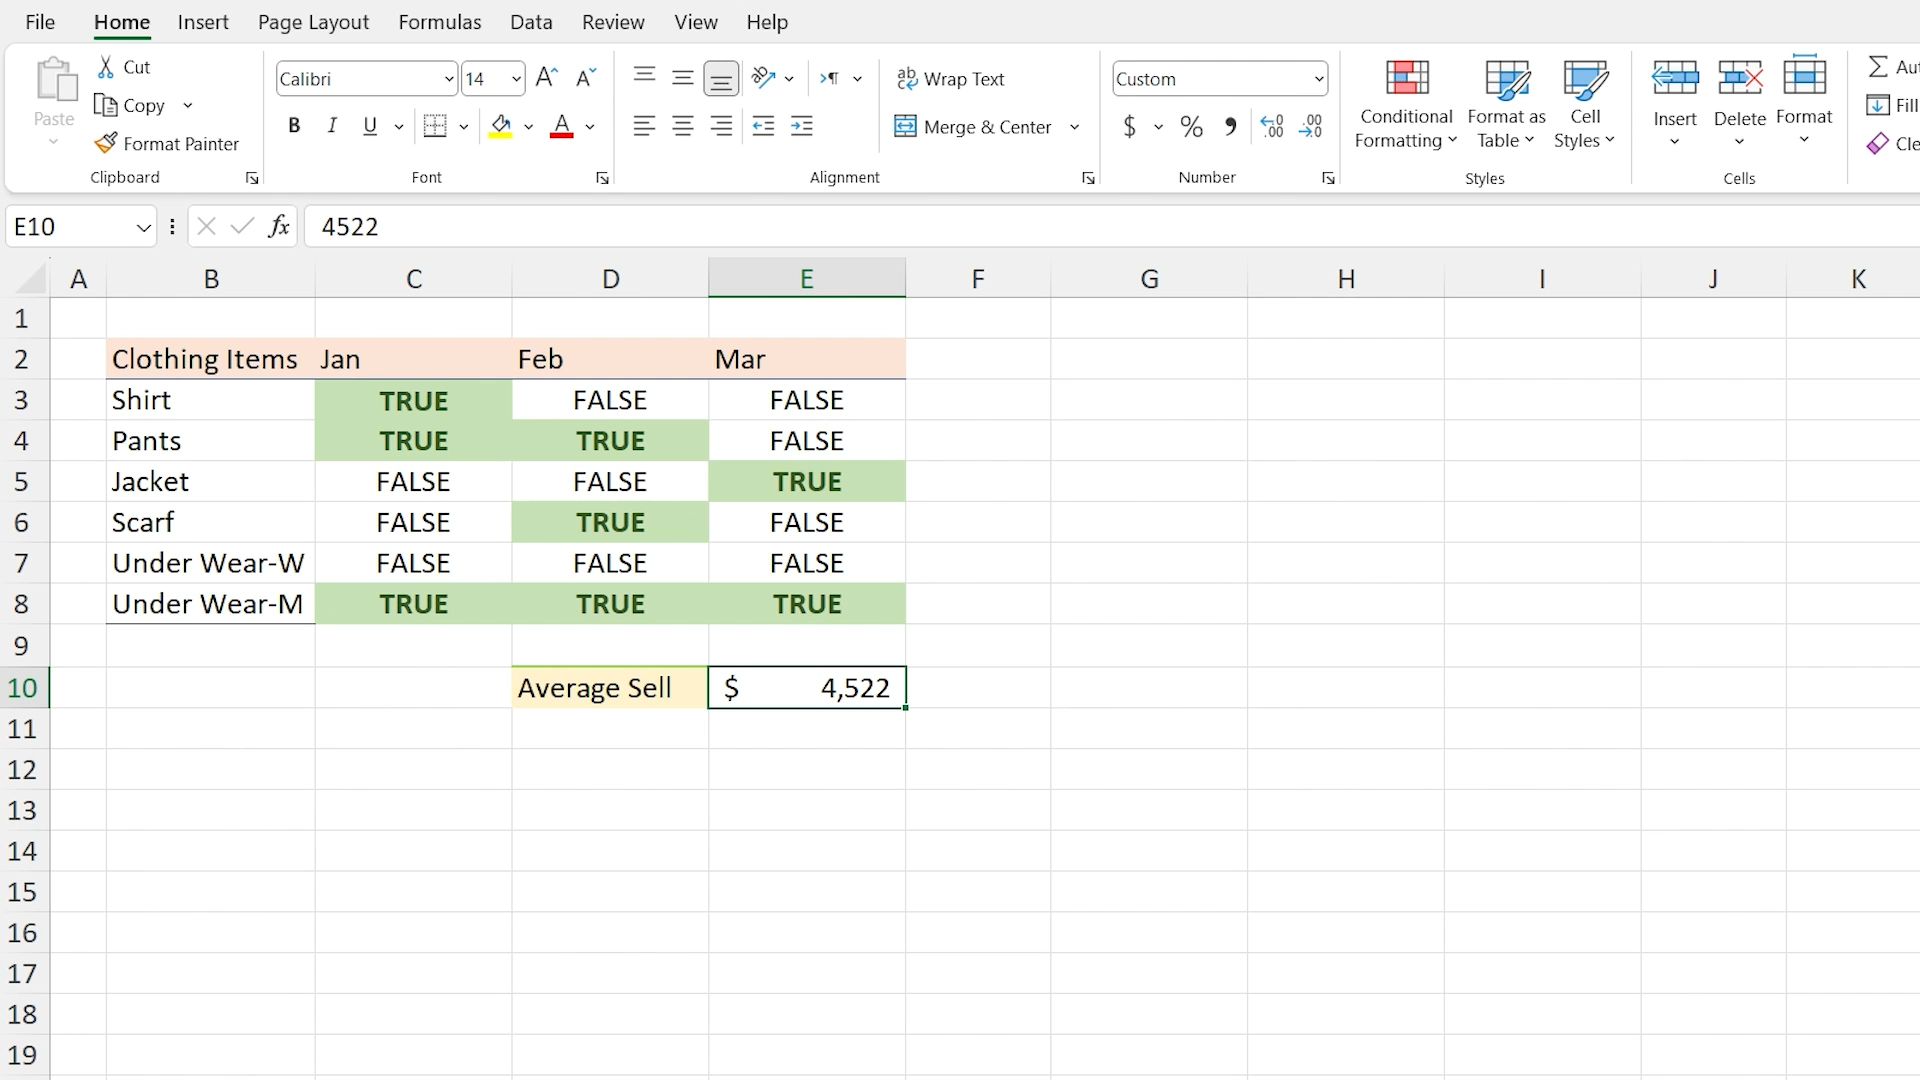 File Home Insert Page Layout Formulas Data Review View Help
Paste
Cut
Copy
Format Painter
Clipboard
Calibri 14 A A
B I U A
Font
Wrap Text
Merge & Center
Alignment
Custom
$ % 9 .00 .00
Number
Conditional Formatting
Format as Table
Cell Styles
Styles
Insert Delete Format
Cells
Σ Aut
Fill
Cle
E10 fx 4522
A B C D E F G H I J K
1
2 Clothing Items Jan Feb Mar
3 Shirt TRUE FALSE FALSE
4 Pants TRUE TRUE FALSE
5 Jacket FALSE FALSE TRUE
6 Scarf FALSE TRUE FALSE
7 Under Wear-W FALSE FALSE FALSE
8 Under Wear-M TRUE TRUE TRUE
9
10 Average Sell $ 4,522
11
12
13
14
15
16
17
18
19